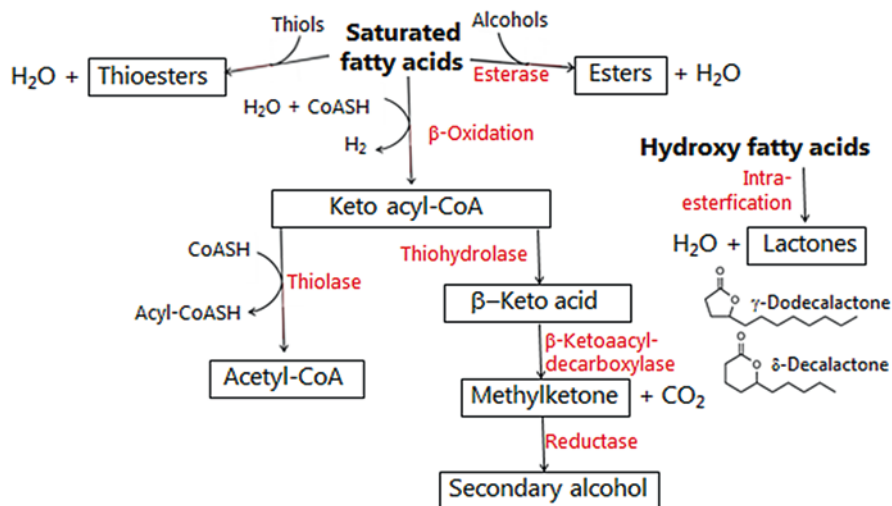 Thiols
Saturated
fatty acids
Alcohols
H₂O + Thioesters
Esterase
Esters + H₂O
H₂O + CoASH
H₂
β-Oxidation
Hydroxy fatty acids
Intra-
esterfication
Keto acyl-CoA
H₂O + Lactones
CoASH
Thiolase
Acyl-CoASH
Thiohydrolase
O
O
γ-Dodecalactone
β–Keto acid
β-Ketoaacyl-
decarboxylase
O
O
δ-Decalactone
Acetyl-CoA
Methylketone + CO₂
Reductase
Secondary alcohol